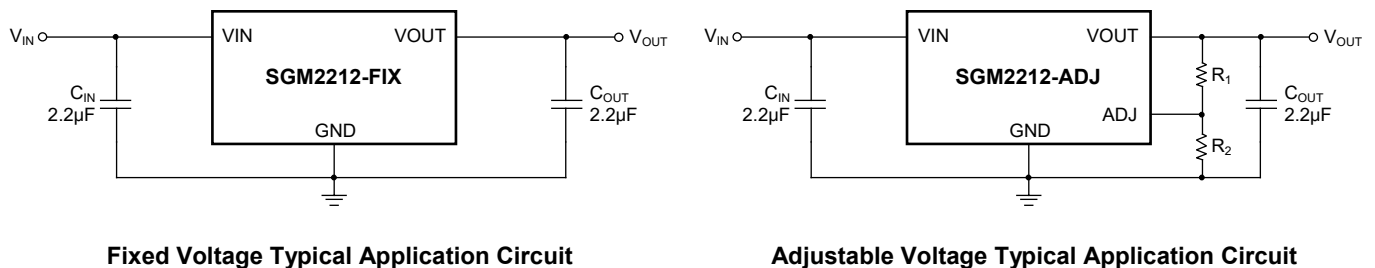 VIN
VIN
VOUT
VOUT
SGM2212-FIX
CIN
2.2µF
COUT
2.2µF
GND
Fixed Voltage Typical Application Circuit
VIN
VIN
VOUT
VOUT
SGM2212-ADJ
R1
CIN
2.2µF
COUT
2.2µF
ADJ
GND
R2
Adjustable Voltage Typical Application Circuit